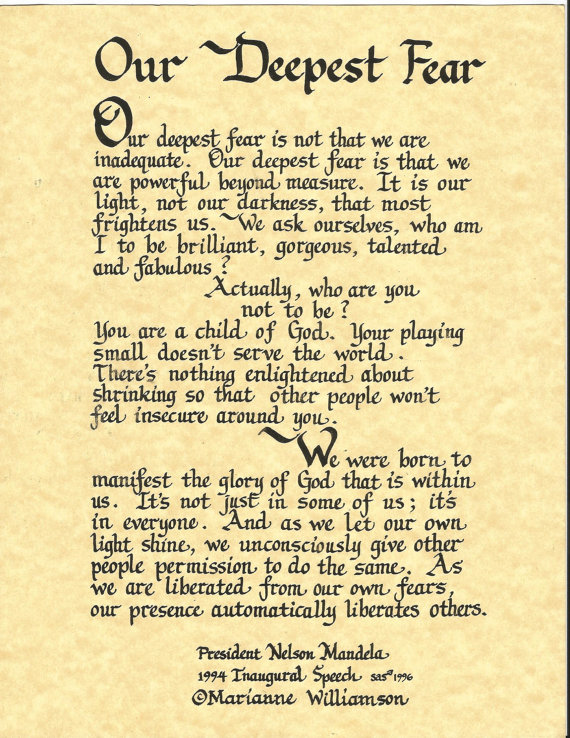 Our Deepest Fear
Our deepest fear is not that we are
inadequate. Our deepest fear is that we
are powerful beyond measure. It is our
light, not our darkness, that most
frightens us. We ask ourselves, who am
I to be brilliant, gorgeous, talented
and fabulous?
Actually, who are you
not to be?
You are a child of God. Your playing
small doesn't serve the world.
There's nothing enlightened about
shrinking so that other people won't
feel insecure around you.
We were born to
manifest the glory of God that is within
us. It's not just in some of us; it's
in everyone. And as we let our own
light shine, we unconsciously give other
people permission to do the same. As
we are liberated from our own fears,
our presence automatically liberates others.
President Nelson Mandela
1994 Inaugural Speech 1996
©Marianne Williamson